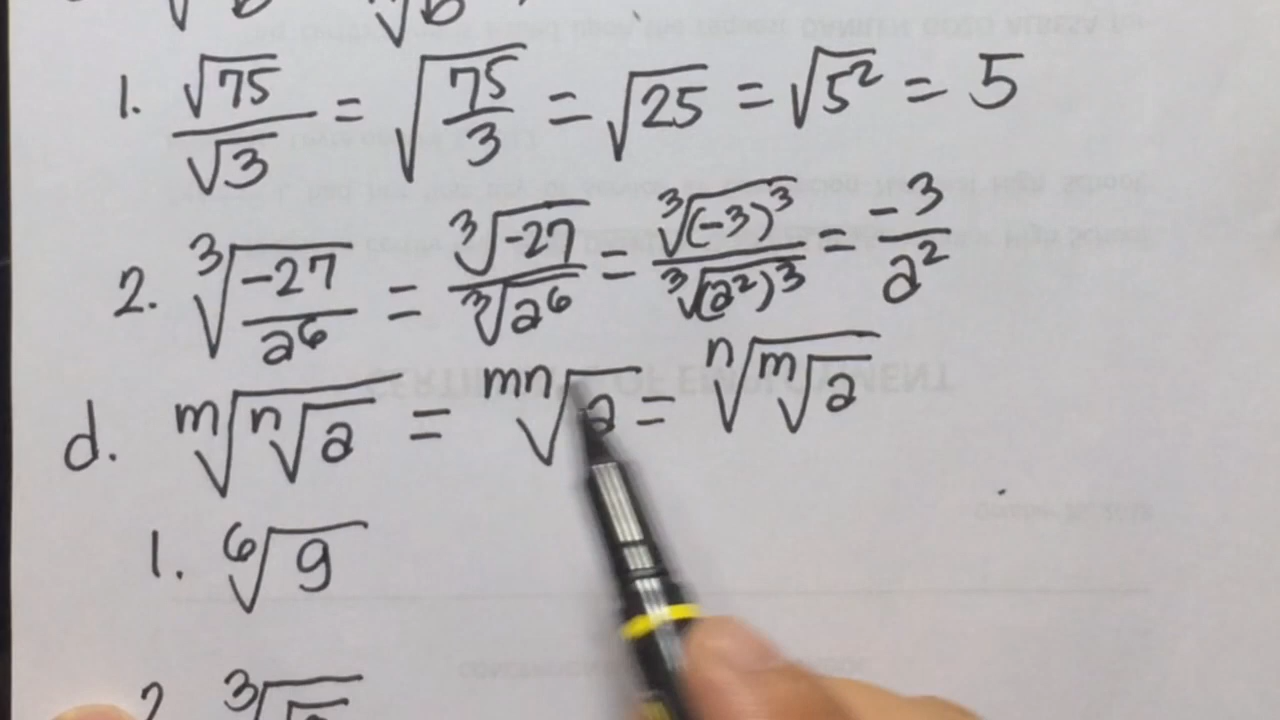 1. √75/√3 = √(75/3) = √25 = √5² = 5
2. ∛(-27/a⁶) = ∛-27/∛a⁶ = ∛(-3)³/∛(a²)³ = -3/a²
d. ᵐ√ⁿ√a = ᵐⁿ√a = ⁿ√ᵐ√a
1. ⁶√9
2. ∛√